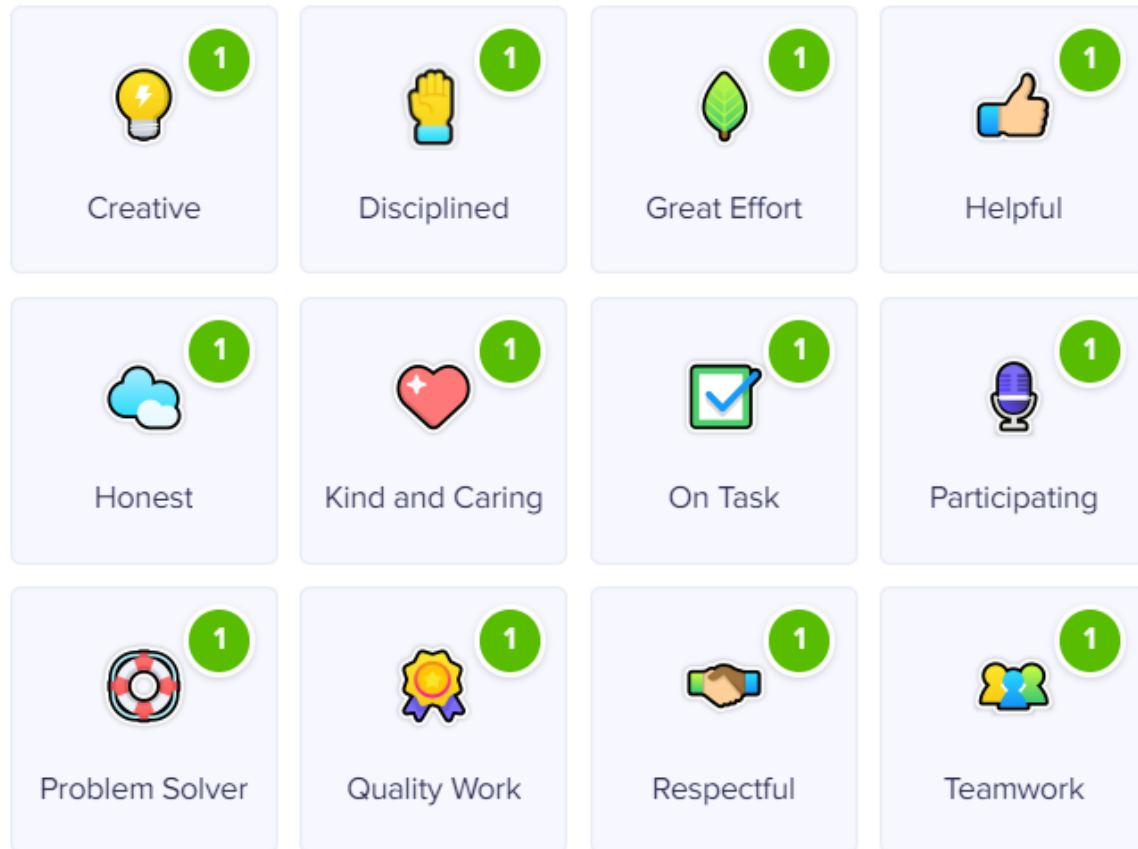 1
1
1
1
Creative
Disciplined
Great Effort
Helpful
1
1
1
1
Honest
Kind and Caring
On Task
Participating
1
1
1
1
Problem Solver
Quality Work
Respectful
Teamwork